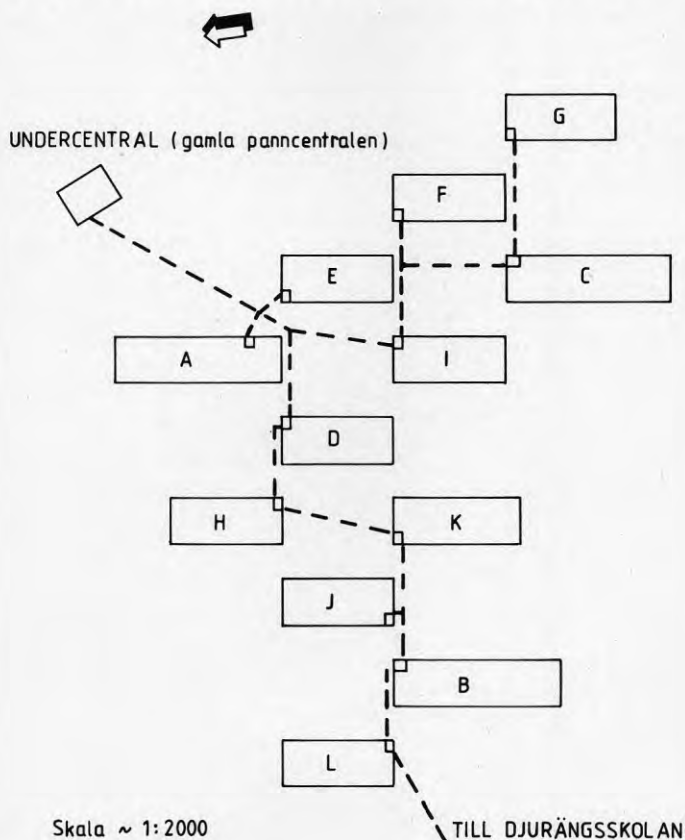 G
UNDERCENTRAL (gamla panncentralen)
F
E
C
A
I
D
H
K
J
B
L
Skala ~ 1:2000
TILL DJURÄNGSSKOLAN